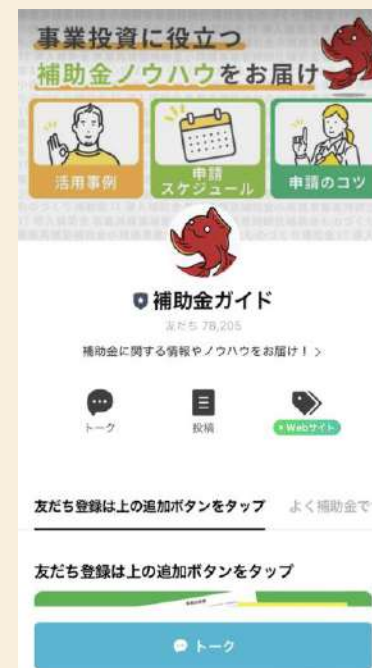 事業投資に役立つ
補助金ノウハウをお届け
活用事例
申請
スケジュール
申請のコツ
補助金ガイド
友だち 78,205
補助金に関する情報やノウハウをお届け！ >
トーク
投稿
Webサイト
友だち登録は上の追加ボタンをタップ
よく補助金で
友だち登録は上の追加ボタンをタップ
トーク